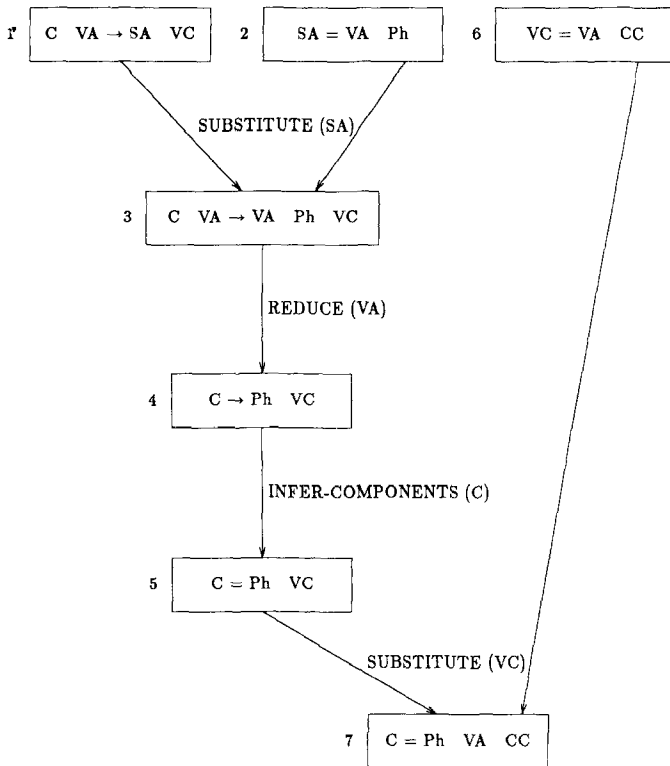 1' C VA → SA VC
2 SA = VA Ph
6 VC = VA CC
SUBSTITUTE (SA)
3 C VA → VA Ph VC
REDUCE (VA)
4 C → Ph VC
INFER-COMPONENTS (C)
5 C = Ph VC
SUBSTITUTE (VC)
7 C = Ph VA CC